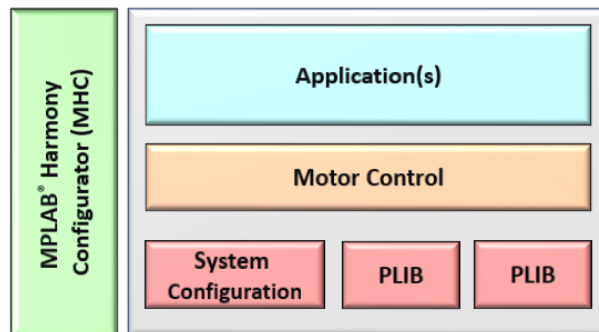 MPLAB® Harmony
Configurator (MHC)
Application(s)
Motor Control
System
Configuration
PLIB
PLIB